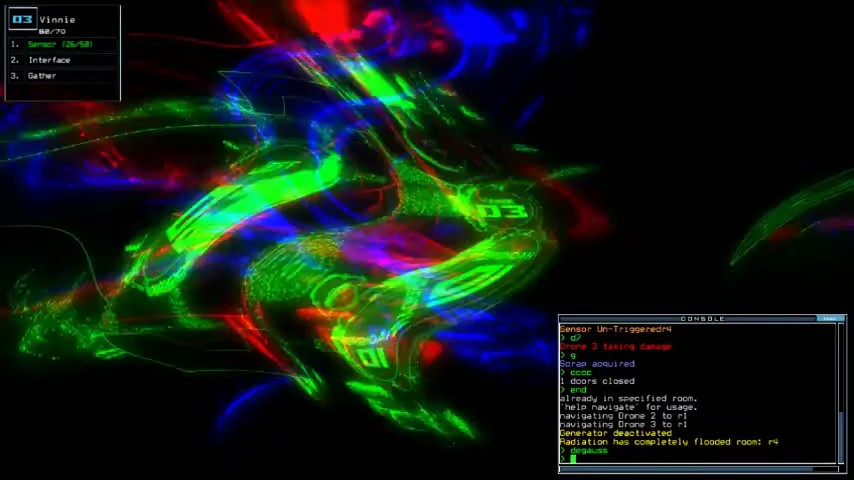 03 Vinnie
60/70
1. Sensor (26/50)
2. Interface
3. Gather
03
01
CONSOLE
Sensor Un-Triggeredr4
> d7
Drone 3 taking damage
> g
Scrap acquired
> cccc
1 doors closed
> end
already in specified room.
'help navigate' for usage.
navigating Drone 2 to r1
navigating Drone 3 to r1
Generator deactivated
Radiation has completely flooded room: r4
> degauss
>